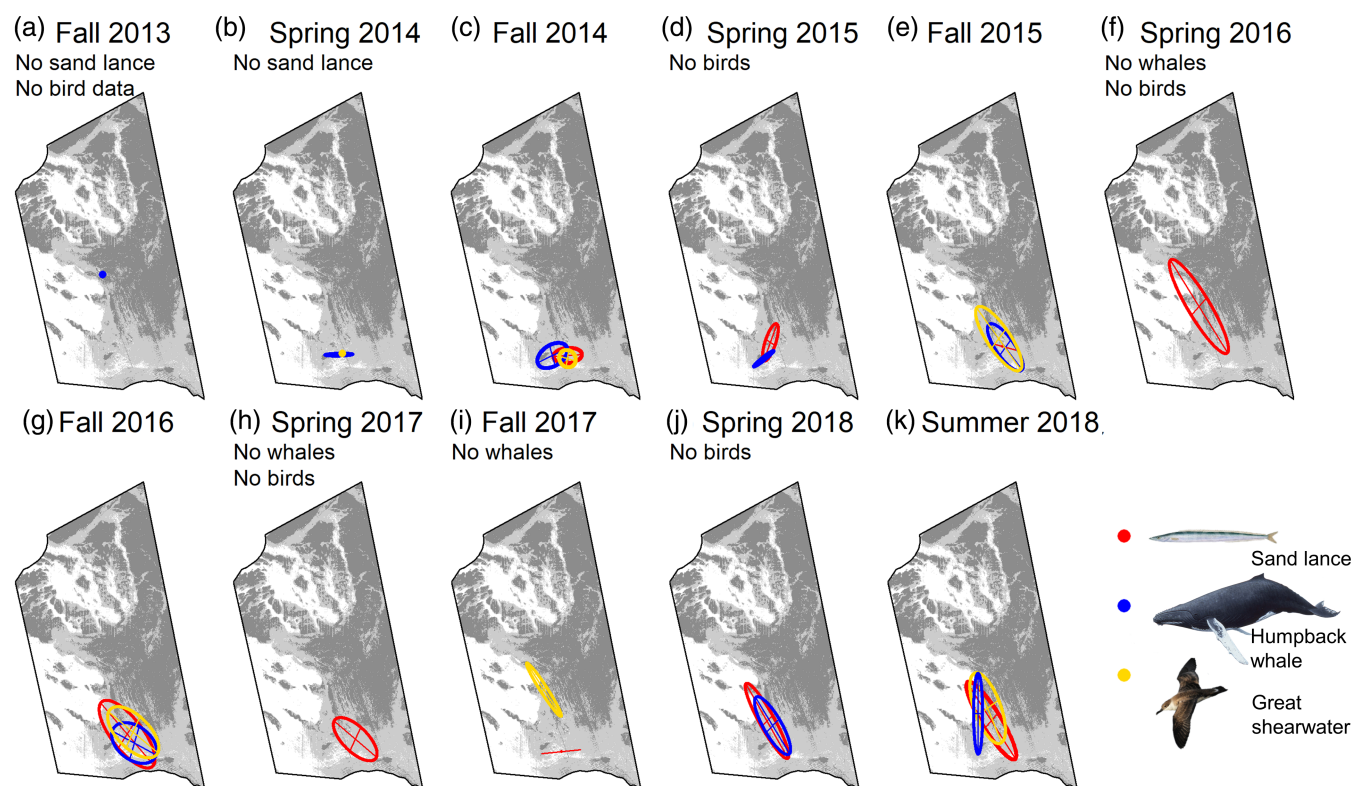 (a) Fall 2013
No sand lance
No bird data
(b) Spring 2014
No sand lance
(c) Fall 2014
(d) Spring 2015
No birds
(e) Fall 2015
(f) Spring 2016
No whales
No birds
(g) Fall 2016
(h) Spring 2017
No whales
No birds
(i) Fall 2017
No whales
(j) Spring 2018
No birds
(k) Summer 2018.
Sand lance
Humpback
whale
Great
shearwater